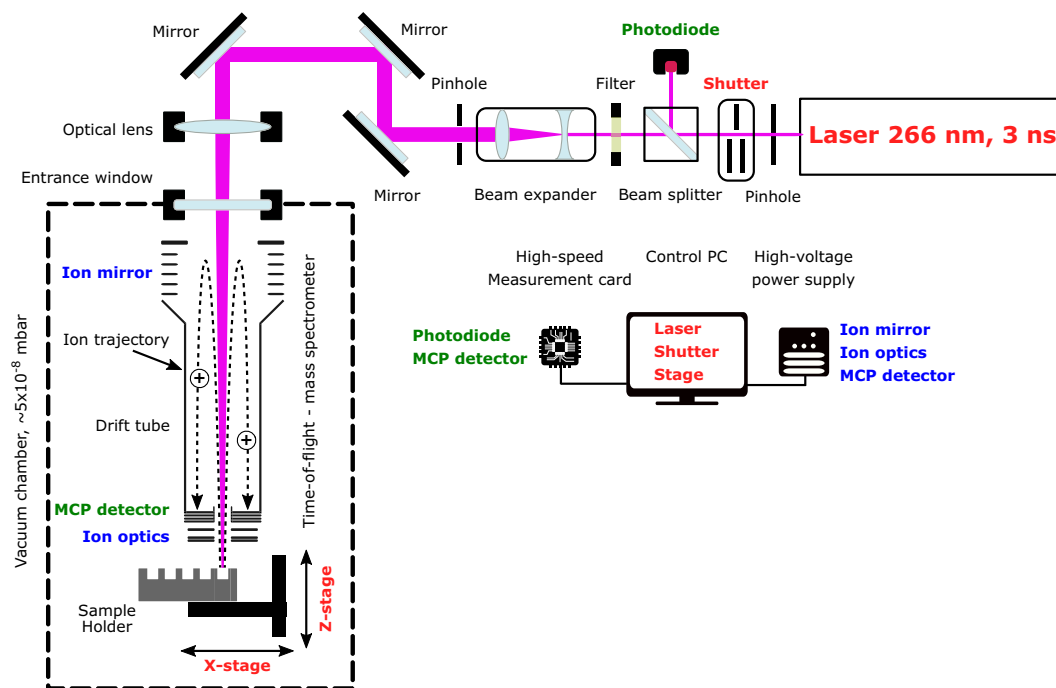 Mirror
Mirror
Photodiode
Pinhole
Filter
Shutter
Optical lens
Laser 266 nm, 3 ns
Entrance window
Mirror
Beam expander
Beam splitter
Pinhole
Ion mirror
High-speed
Measurement card
Control PC
High-voltage
power supply
Ion trajectory
+
Photodiode
MCP detector
Laser
Shutter
Stage
Ion mirror
Ion optics
MCP detector
Drift tube
+
Vacuum chamber, ~5x10⁻⁸ mbar
Time-of-flight - mass spectrometer
MCP detector
Ion optics
Sample
Holder
Z-stage
X-stage